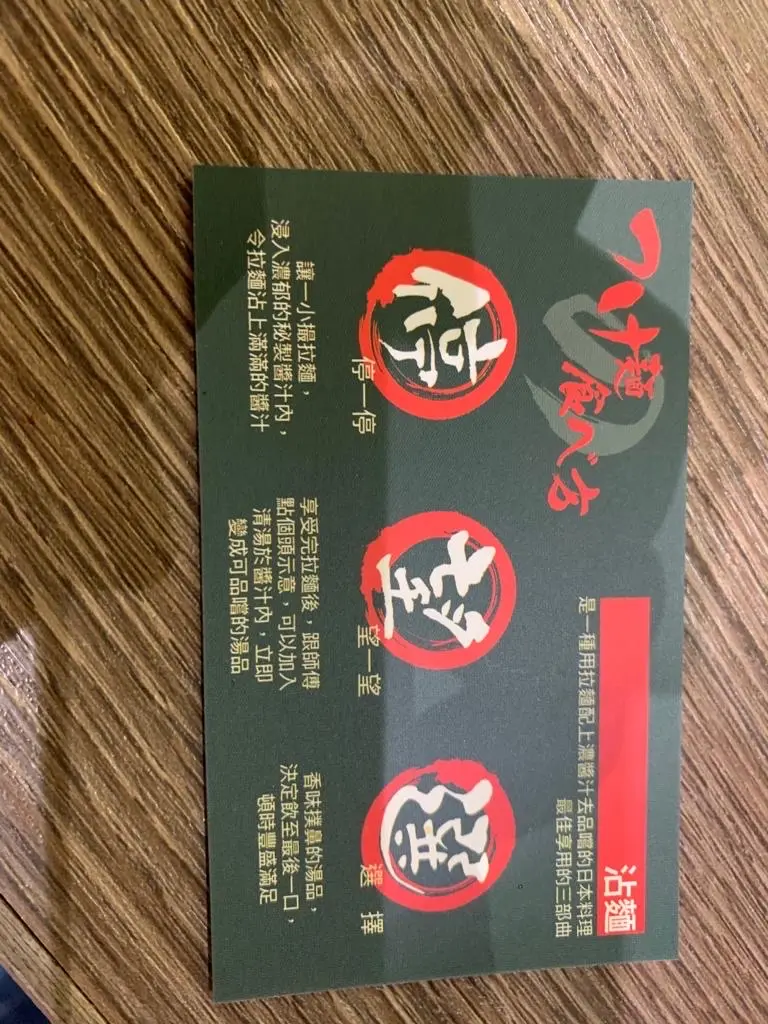 つけ麺食べ方
沾麵
是一種用拉麵配上濃醬汁去品嚐的日本料理
最佳享用的三部曲
停
停一停
讓一小撮拉麵，
浸入濃郁的秘製醬汁內，
令拉麵沾上滿滿的醬汁
望
望一望
享受完拉麵後，跟師傅
點個頭示意，可以加入
清湯於醬汁內，立即
變成可品嚐的湯品
選
選 擇
香味撲鼻的湯品，
決定飲至最後一口，
頓時豐盛滿足